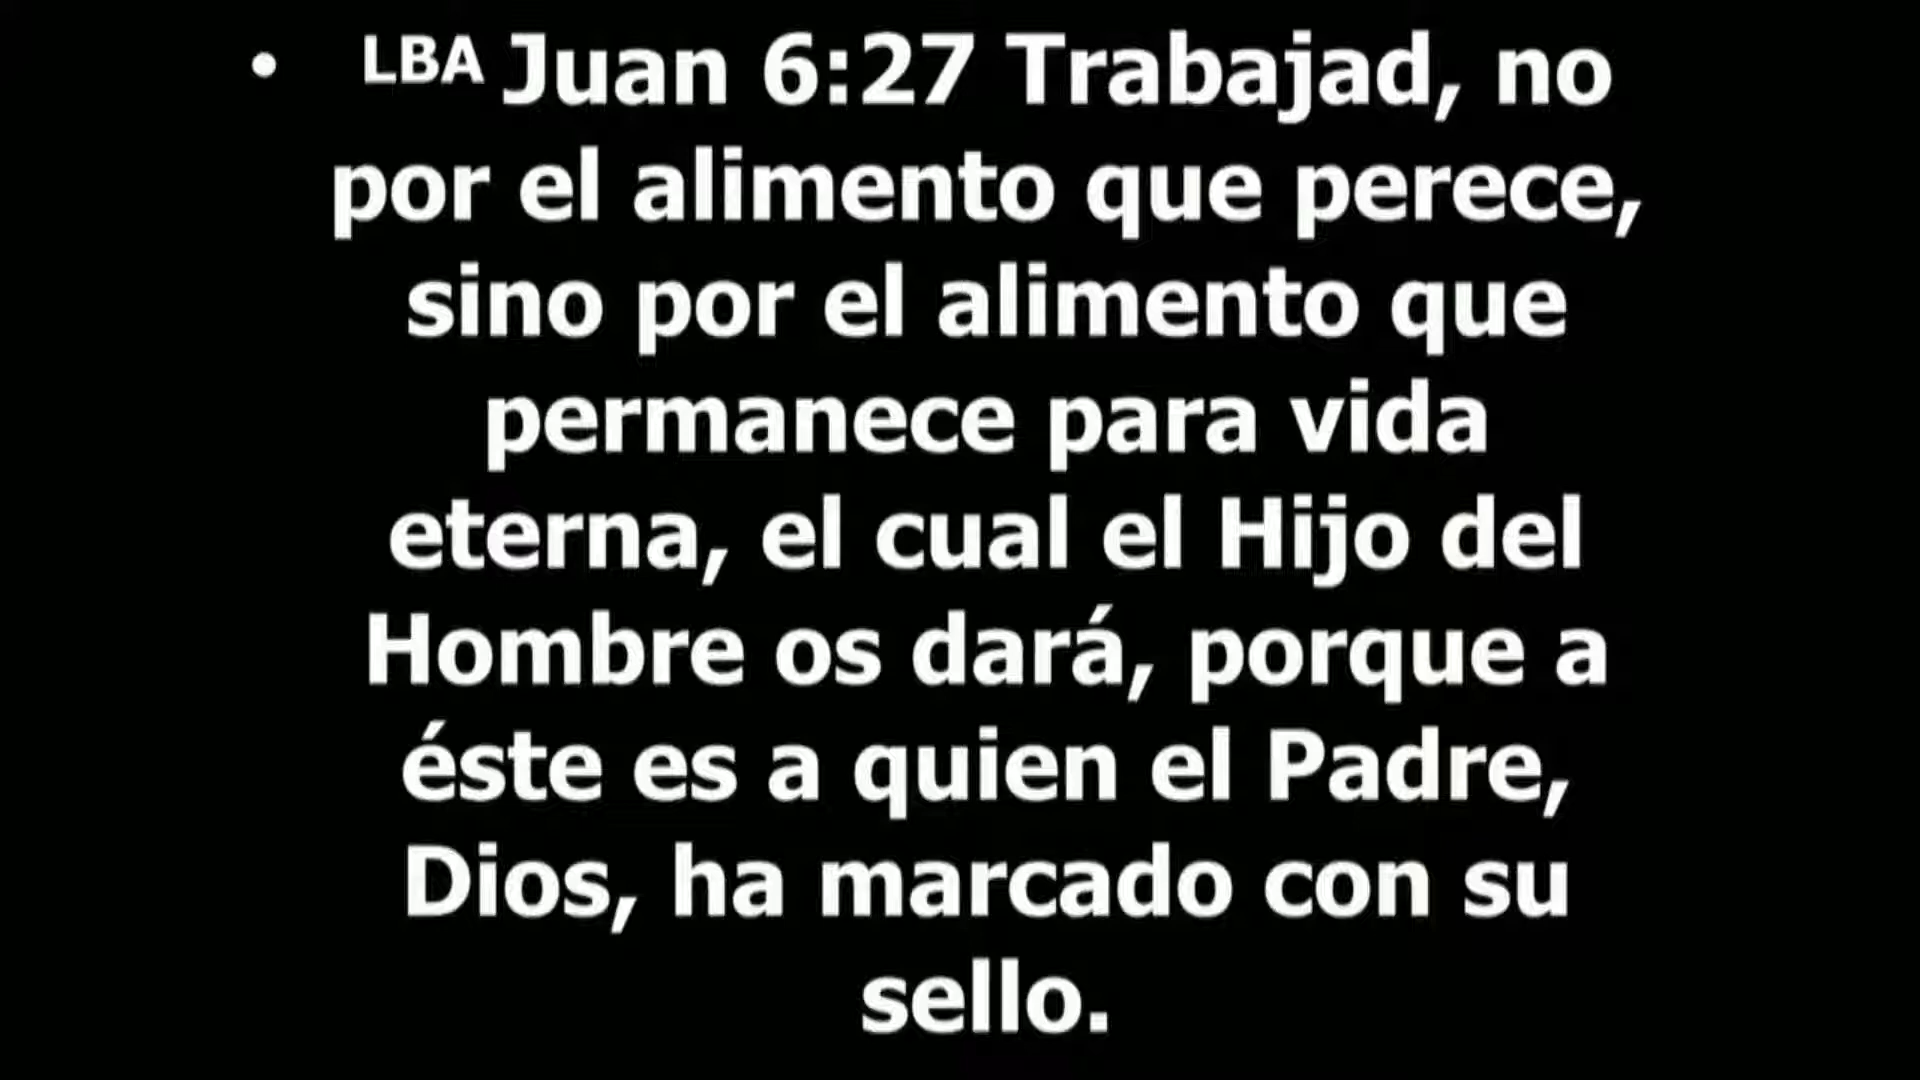 • LBA Juan 6:27 Trabajad, no
por el alimento que perece,
sino por el alimento que
permanece para vida
eterna, el cual el Hijo del
Hombre os dará, porque a
éste es a quien el Padre,
Dios, ha marcado con su
sello.